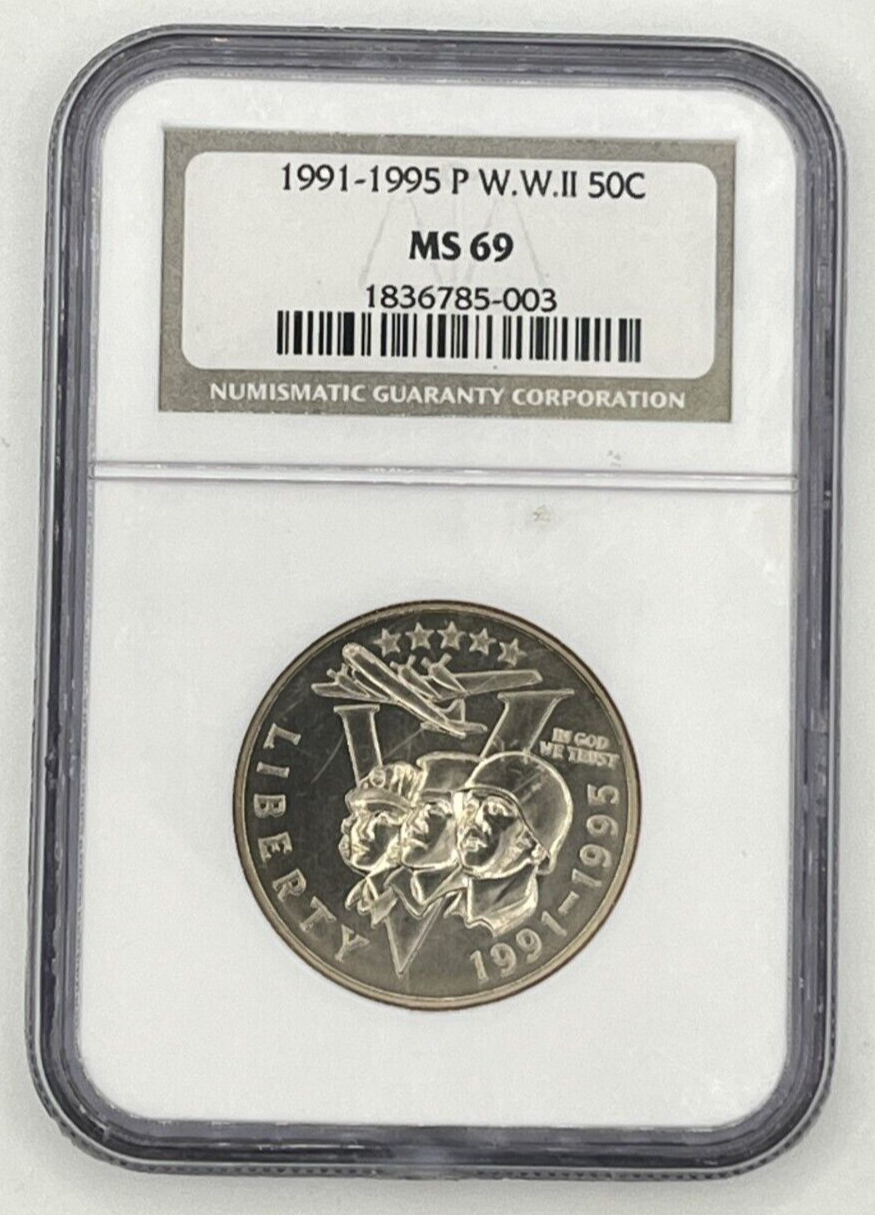 1991-1995 P W.W.II 50C
MS 69
1836785-003
NUMISMATIC GUARANTY CORPORATION
IN GOD
WE TRUST
LIBERTY
1991-1995